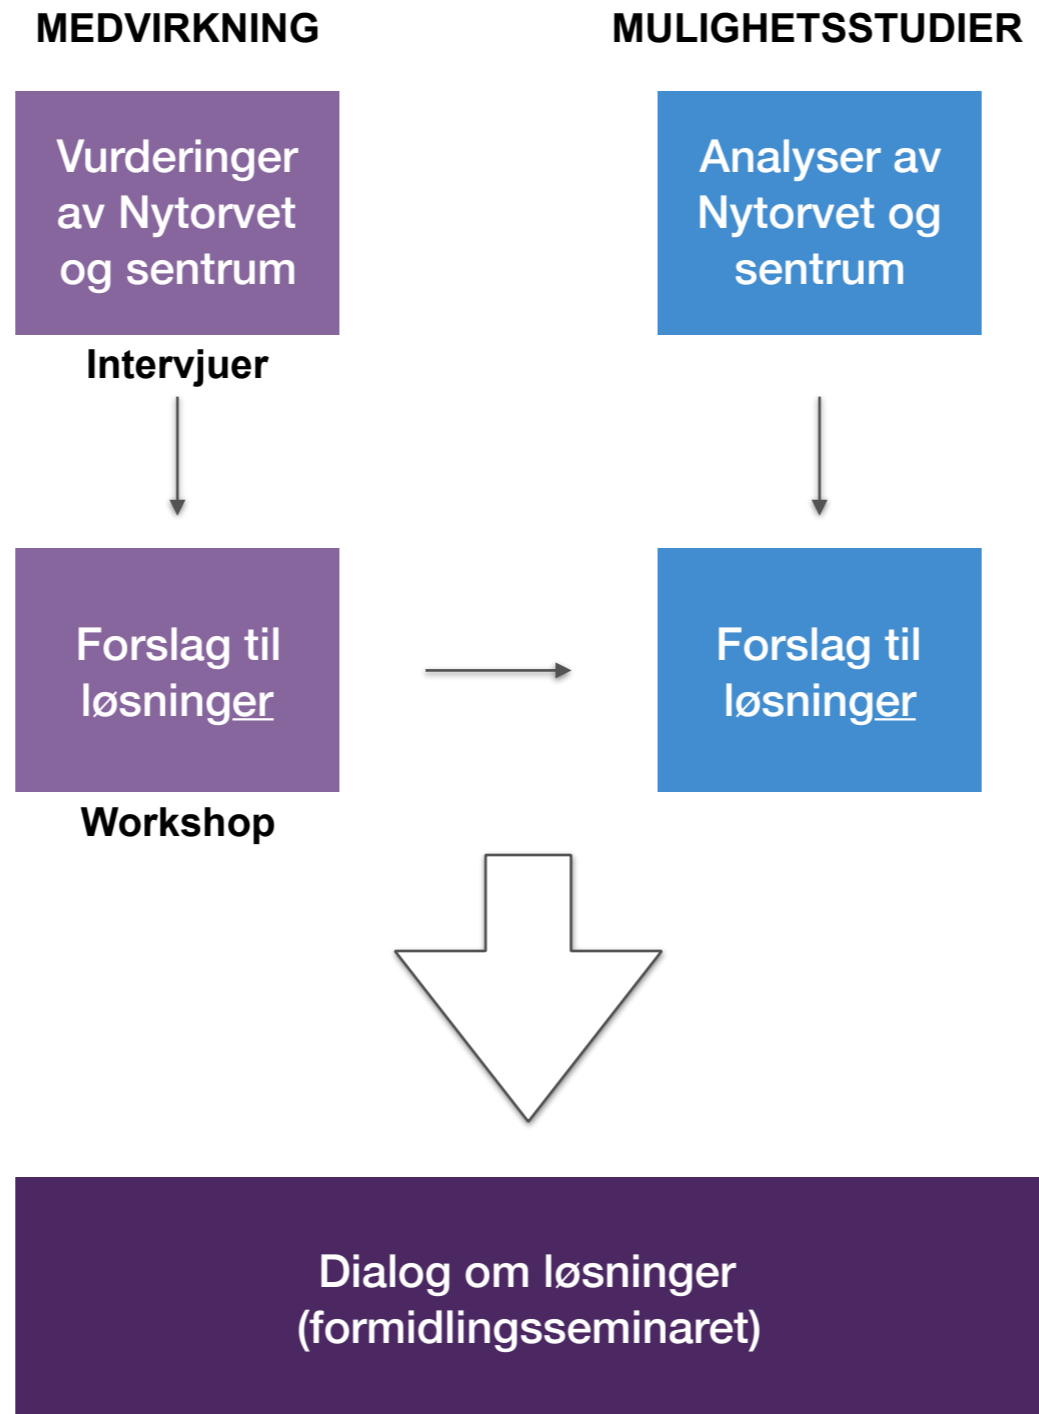 MEDVIRKNING
MULIGHETSSTUDIER
Vurderinger
av Nytorvet
og sentrum
Analyser av
Nytorvet og
sentrum
Intervjuer
Forslag til
løsninger
Forslag til
løsninger
Workshop
Dialog om løsninger
(formidlingsseminaret)